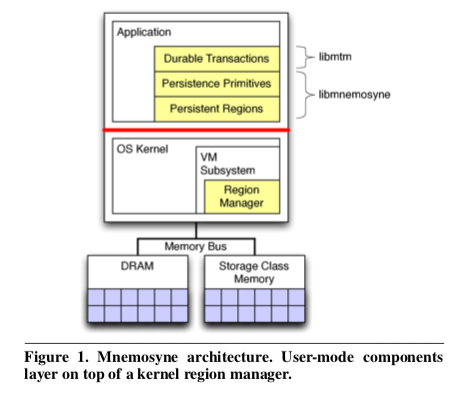 Application
Durable Transactions
libmtm
Persistence Primitives
libmnemosyne
Persistent Regions
OS Kernel
VM
Subsystem
Region
Manager
Memory Bus
DRAM
Storage Class
Memory
Figure 1. Mnemosyne architecture. User-mode components
layer on top of a kernel region manager.